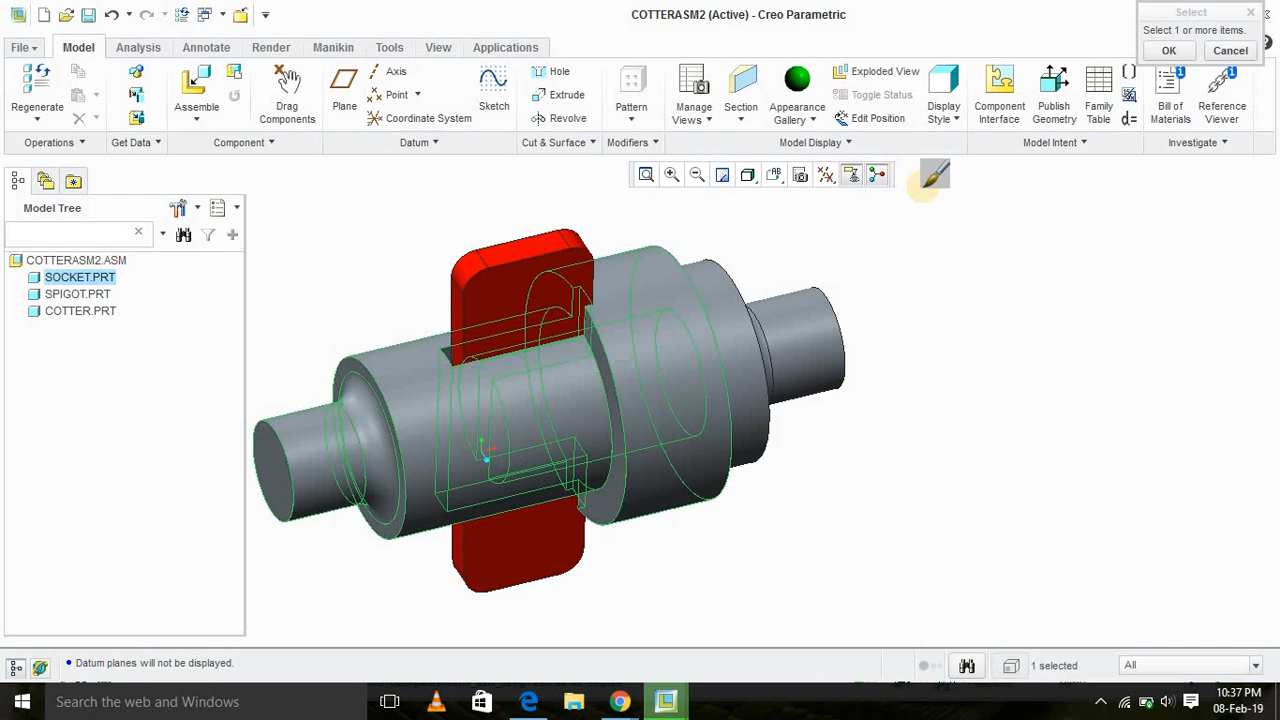 COTTERASM2 (Active) - Creo Parametric
Select
Select 1 or more items.
OK
Cancel
File
Model
Analysis
Annotate
Render
Manikin
Tools
View
Applications
Regenerate
Operations
Get Data
Assemble
Drag Components
Component
Plane
Axis
Point
Coordinate System
Sketch
Datum
Hole
Extrude
Revolve
Cut & Surface
Pattern
Modifiers
Manage Views
Section
Appearance Gallery
Exploded View
Toggle Status
Edit Position
Display Style
Model Display
Component Interface
Publish Geometry
Family Table
d=
Model Intent
1
Bill of Materials
1
Reference Viewer
Investigate
Model Tree
COTTERASM2.ASM
SOCKET.PRT
SPIGOT.PRT
COTTER.PRT
Datum planes will not be displayed.
1 selected
All
Search the web and Windows
10:37 PM
08-Feb-19